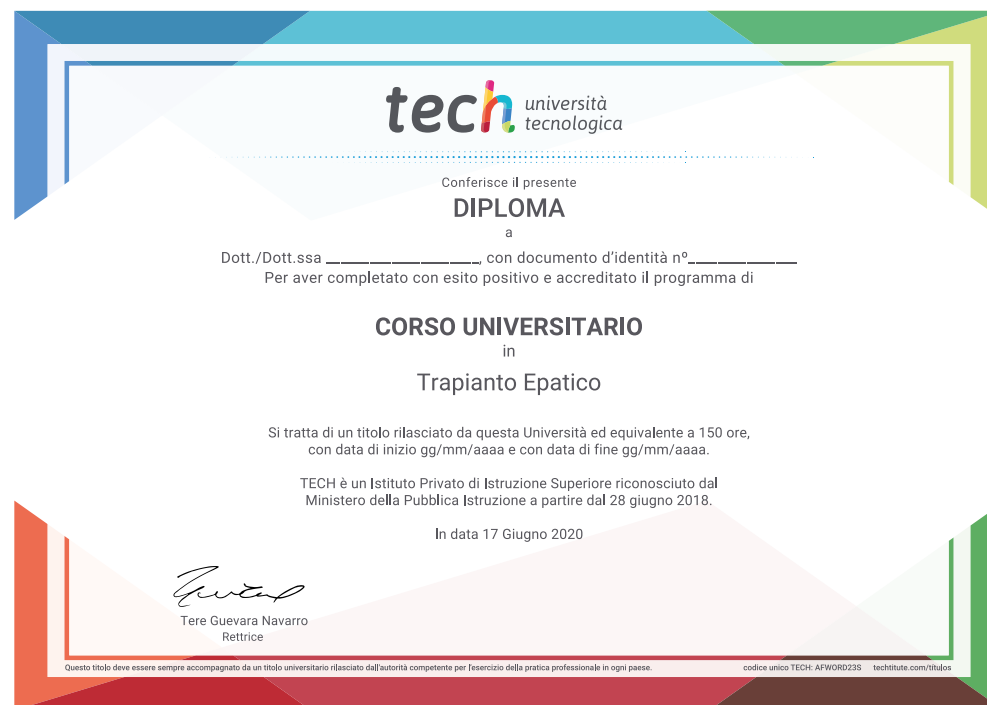 tech università
tecnologica
Conferisce il presente
DIPLOMA
a
Dott./Dott.ssa _________________, con documento d'identità nº____________
Per aver completato con esito positivo e accreditato il programma di
CORSO UNIVERSITARIO
in
Trapianto Epatico
Si tratta di un titolo rilasciato da questa Università ed equivalente a 150 ore,
con data di inizio gg/mm/aaaa e con data di fine gg/mm/aaaa.
TECH è un Istituto Privato di Istruzione Superiore riconosciuto dal
Ministero della Pubblica Istruzione a partire dal 28 giugno 2018.
In data 17 Giugno 2020
Tere Guevara Navarro
Rettrice
Questo titolo deve essere sempre accompagnato da un titolo universitario rilasciato dall'autorità competente per l'esercizio della pratica professionale in ogni paese.
codice unico TECH: AFWORD23S techtitute.com/títulos